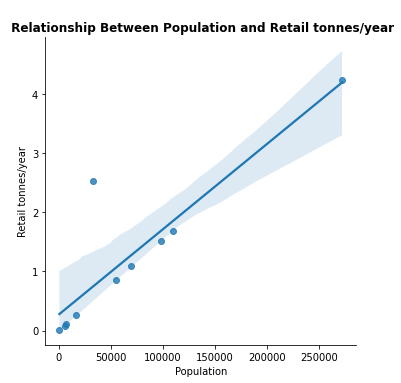 Relationship Between Population and Retail tonnes/year
Retail tonnes/year
4
3
2
1
0
0 50000 100000 150000 200000 250000
Population